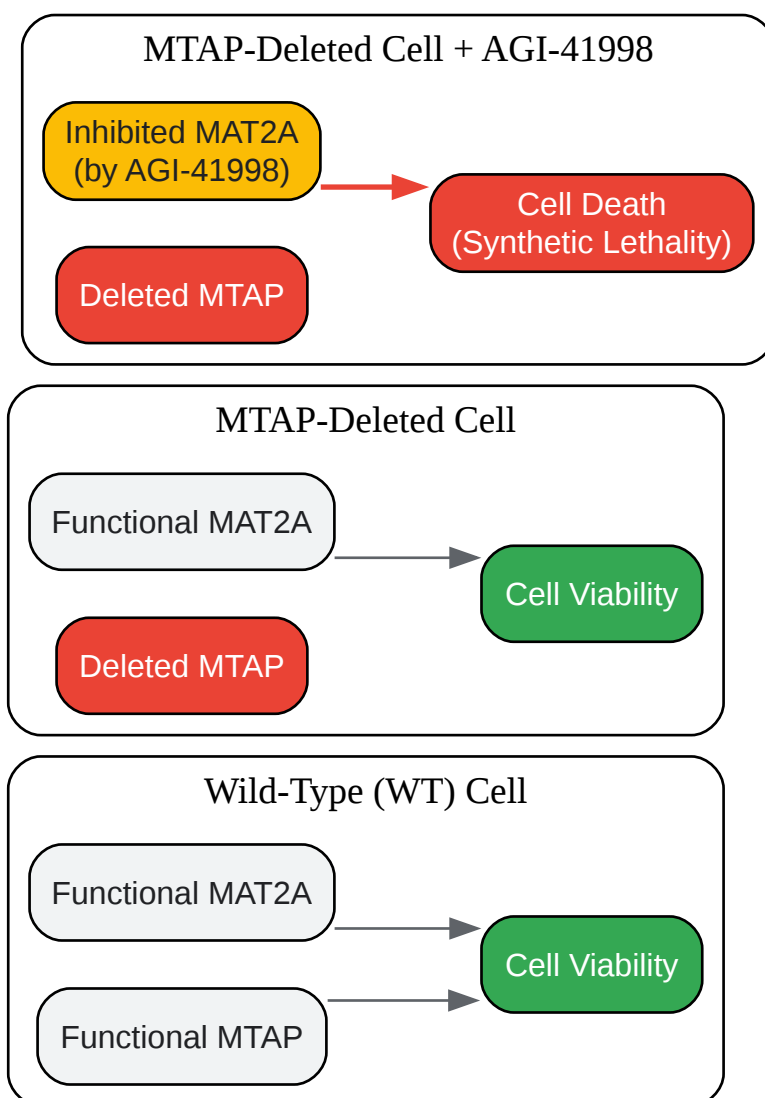 MTAP-Deleted Cell + AGI-41998
Inhibited MAT2A
(by AGI-41998)
Cell Death
(Synthetic Lethality)
Deleted MTAP
MTAP-Deleted Cell
Functional MAT2A
Cell Viability
Deleted MTAP
Wild-Type (WT) Cell
Functional MAT2A
Cell Viability
Functional MTAP